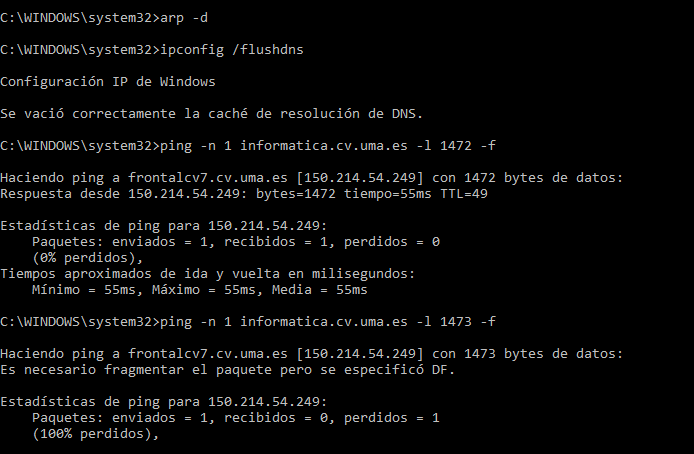 C:\WINDOWS\system32>arp -d
C:\WINDOWS\system32>ipconfig /flushdns
Configuración IP de Windows
Se vació correctamente la caché de resolución de DNS.
C:\WINDOWS\system32>ping -n 1 informatica.cv.uma.es -l 1472 -f
Haciendo ping a frontalcv7.cv.uma.es [150.214.54.249] con 1472 bytes de datos:
Respuesta desde 150.214.54.249: bytes=1472 tiempo=55ms TTL=49
Estadísticas de ping para 150.214.54.249:
Paquetes: enviados = 1, recibidos = 1, perdidos = 0
(0% perdidos),
Tiempos aproximados de ida y vuelta en milisegundos:
Mínimo = 55ms, Máximo = 55ms, Media = 55ms
C:\WINDOWS\system32>ping -n 1 informatica.cv.uma.es -l 1473 -f
Haciendo ping a frontalcv7.cv.uma.es [150.214.54.249] con 1473 bytes de datos:
Es necesario fragmentar el paquete pero se especificó DF.
Estadísticas de ping para 150.214.54.249:
Paquetes: enviados = 1, recibidos = 0, perdidos = 1
(100% perdidos),